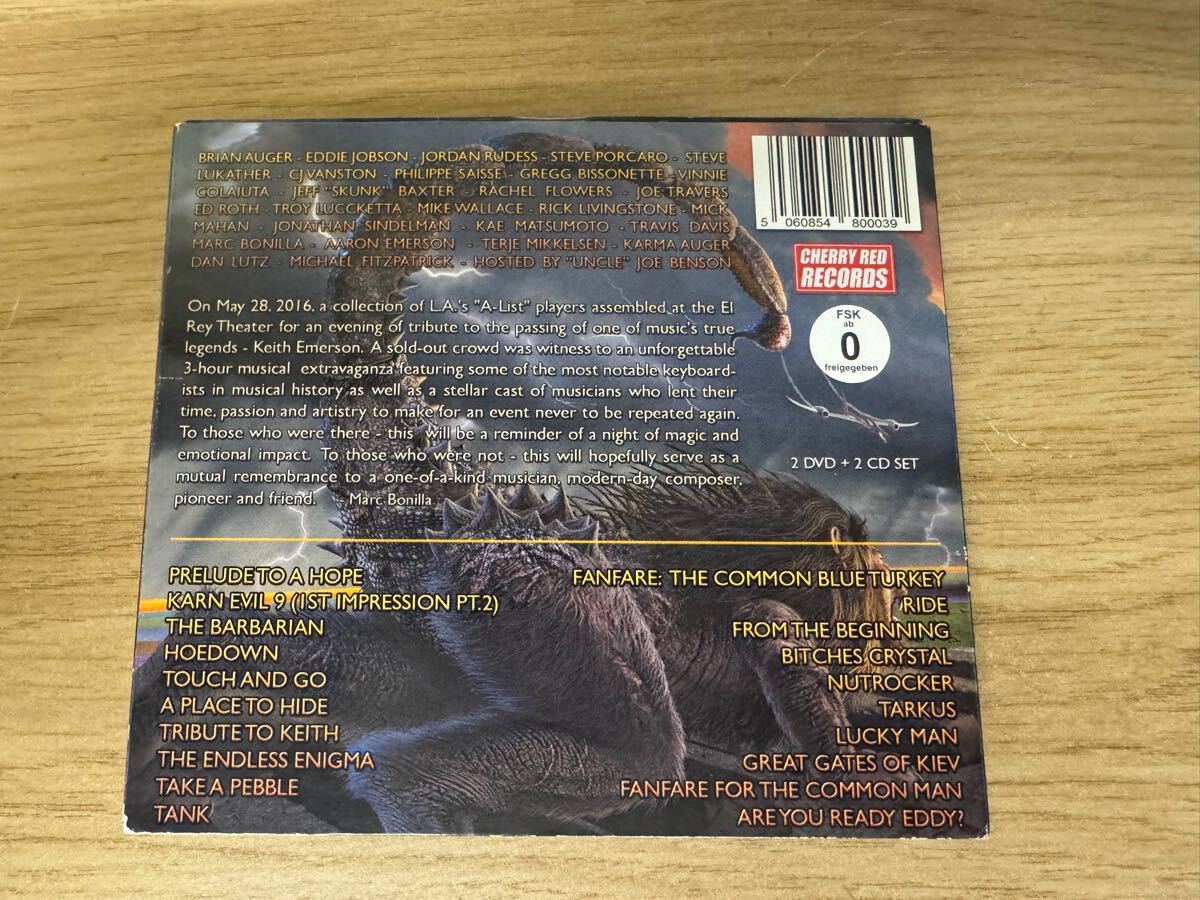 BRIAN AUGER - EDDIE JOBSON - JORDAN RUDESS - STEVE PORCARO - STEVE
LUKATHER - CJ VANSTON - PHILIPPE SAISSE - GREGG BISSONETTE - VINNIE
COLAIUTA - JEFF "SKUNK" BAXTER - RACHEL FLOWERS - JOE TRAVERS
ED ROTH - TROY LUCCKETTA - MIKE WALLACE - RICK LIVINGSTONE - MICK
MAHAN - JONATHAN SINDELMAN - KAE MATSUMOTO - TRAVIS DAVIS
MARC BONILLA - AARON EMERSON - TERJE MIKKELSEN - KARMA AUGER
DAN LUTZ - MICHAEL FITZPATRICK - HOSTED BY "UNCLE" JOE BENSON
5 060854 800039
CHERRY RED
RECORDS
FSK
ab
0
freigegeben
On May 28, 2016, a collection of L.A.'s "A-List" players assembled at the El
Rey Theater for an evening of tribute to the passing of one of music's true
legends - Keith Emerson. A sold-out crowd was witness to an unforgettable
3-hour musical extravaganza featuring some of the most notable keyboard-
ists in musical history as well as a stellar cast of musicians who lent their
time, passion and artistry to make for an event never to be repeated again.
To those who were there - this will be a reminder of a night of magic and
emotional impact. To those who were not - this will hopefully serve as a
mutual remembrance to a one-of-a-kind musician, modern-day composer,
pioneer and friend. - Marc Bonilla
2 DVD + 2 CD SET
PRELUDE TO A HOPE
KARN EVIL 9 (1ST IMPRESSION PT.2)
THE BARBARIAN
HOEDOWN
TOUCH AND GO
A PLACE TO HIDE
TRIBUTE TO KEITH
THE ENDLESS ENIGMA
TAKE A PEBBLE
TANK
FANFARE: THE COMMON BLUE TURKEY
RIDE
FROM THE BEGINNING
BITCHES CRYSTAL
NUTROCKER
TARKUS
LUCKY MAN
GREAT GATES OF KIEV
FANFARE FOR THE COMMON MAN
ARE YOU READY EDDY?